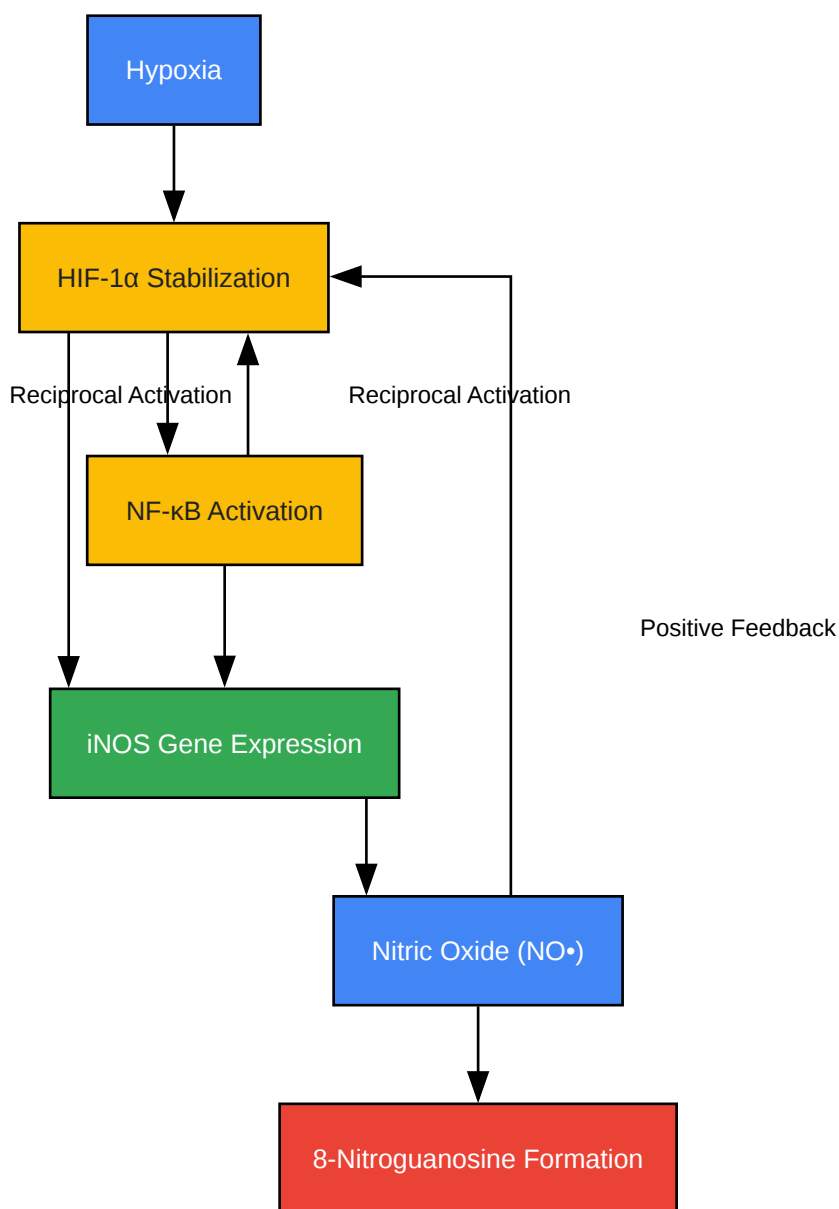 Hypoxia
HIF-1α Stabilization
Reciprocal Activation
Reciprocal Activation
NF-κB Activation
Positive Feedback
iNOS Gene Expression
Nitric Oxide (NO•)
8-Nitroguanosine Formation